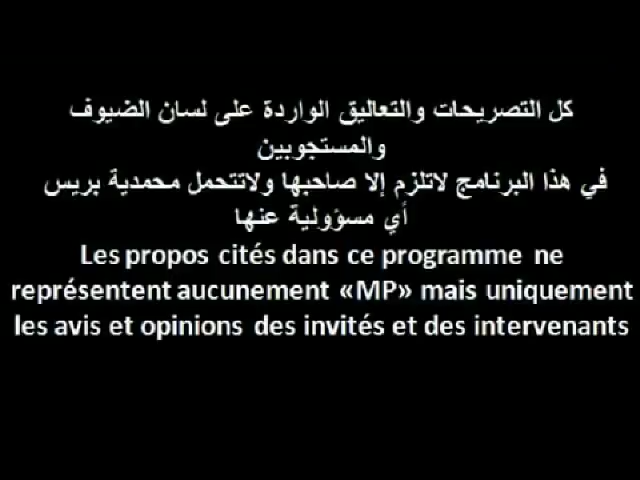 كل التصريحات والتعاليق الواردة على لسان الضيوف
والمستجوبين
في هذا البرنامج لاتلزم إلا صاحبها ولاتتحمل محمدية بريس
أي مسؤولية عنها
Les propos cités dans ce programme ne
représentent aucunement «MP» mais uniquement
les avis et opinions des invités et des intervenants